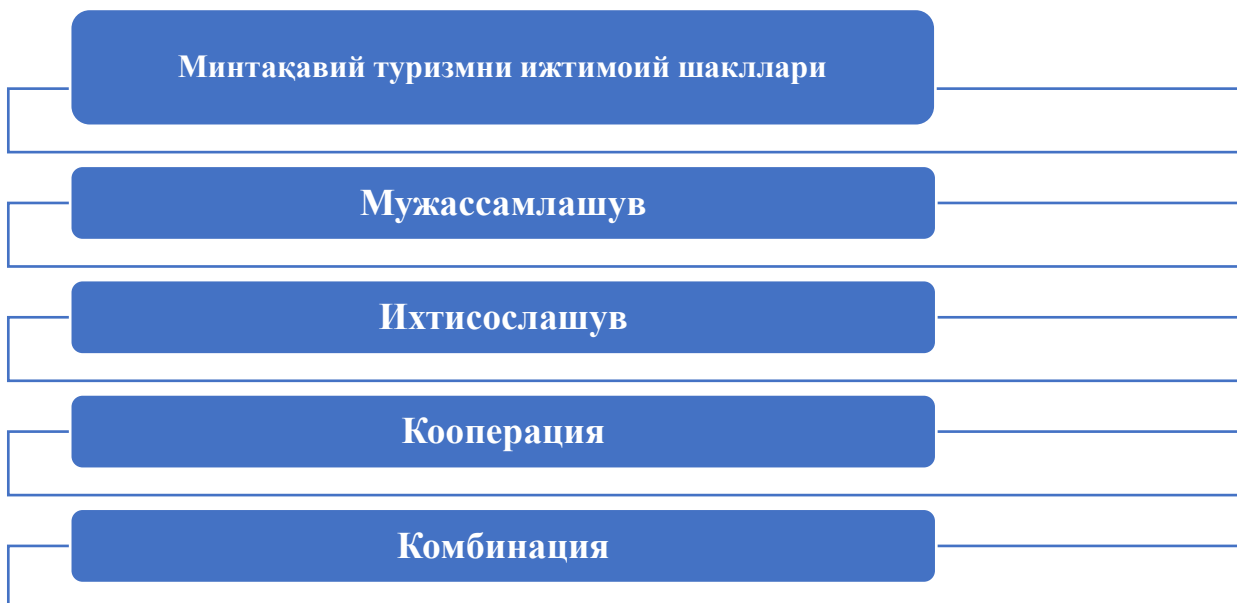 Минтақавий туризмни ижтимоий шакллари
Мужассамлашув
Ихтисослашув
Кооперация
Комбинация